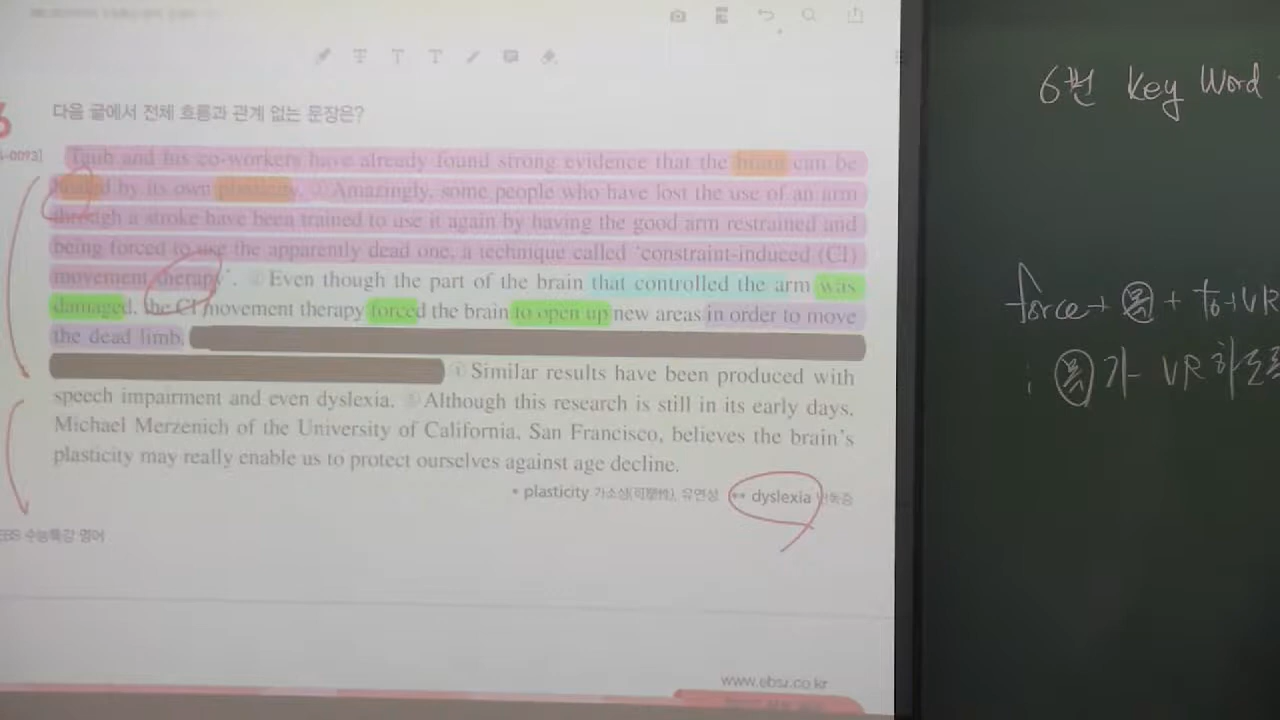 다음 글에서 전체 흐름과 관계 없는 문장은?
6번 Key Word
-0093]
Taub and his co-workers have already found strong evidence that the brain can be
by its own plasticity. Amazingly, some people who have lost the use of an arm
through a stroke have been trained to use it again by having the good arm restrained and
being forced to use the apparently dead one, a technique called 'constraint-induced (CI)
movement therapy'. Even though the part of the brain that controlled the arm was
damaged, the CI movement therapy forced the brain to open up new areas in order to move
the dead limb.
force + 목 + to+VR
: 목가 VR 하도록
Similar results have been produced with
speech impairment and even dyslexia. Although this research is still in its early days,
Michael Merzenich of the University of California, San Francisco, believes the brain's
plasticity may really enable us to protect ourselves against age decline.
* plasticity 가소성(可塑性), 유연성 ** dyslexia 난독증
EBS 수능특강 영어
www.ebsi.co.kr